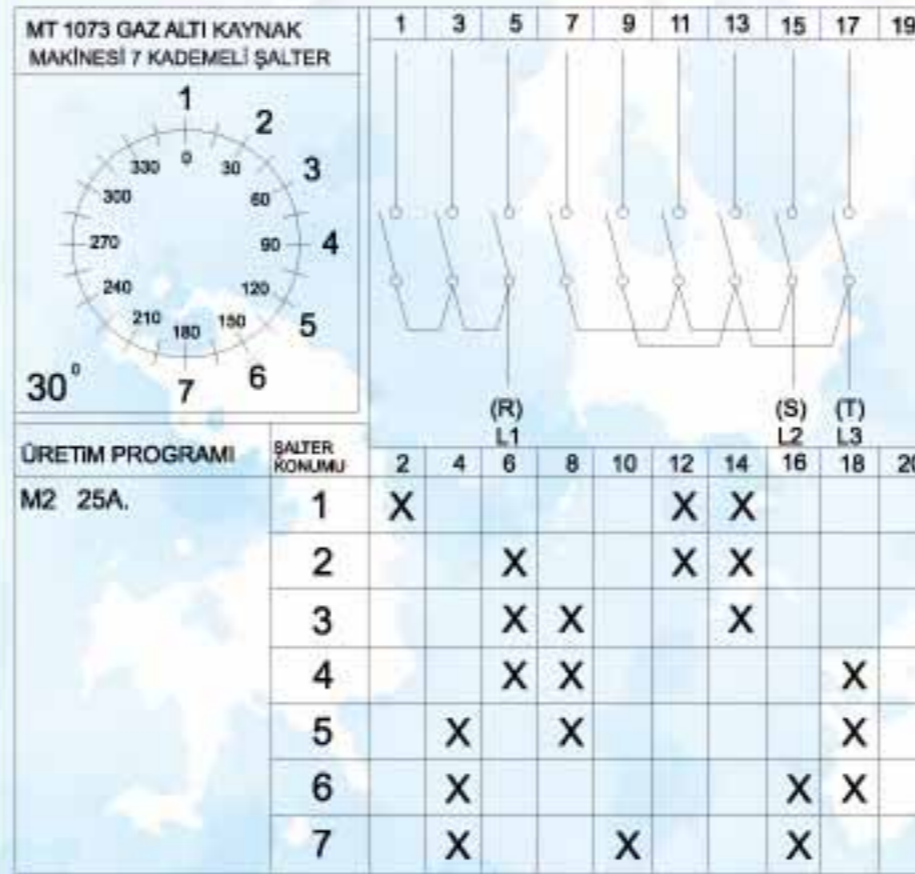 MT 1073 GAZ ALTI KAYNAK
MAKİNESİ 7 KADEMELİ ŞALTER
1
2
3
4
5
6
7
0
30
60
90
120
150
180
210
240
270
300
330
30°
1 3 5 7 9 11 13 15 17 19
(R) (S) (T)
L1 L2 L3
ÜRETİM PROGRAMI
ŞALTER
KONUMU
2 4 6 8 10 12 14 16 18 20
M2 25A.
1 X X X
2 X X X
3 X X X
4 X X X
5 X X X
6 X X X
7 X X X